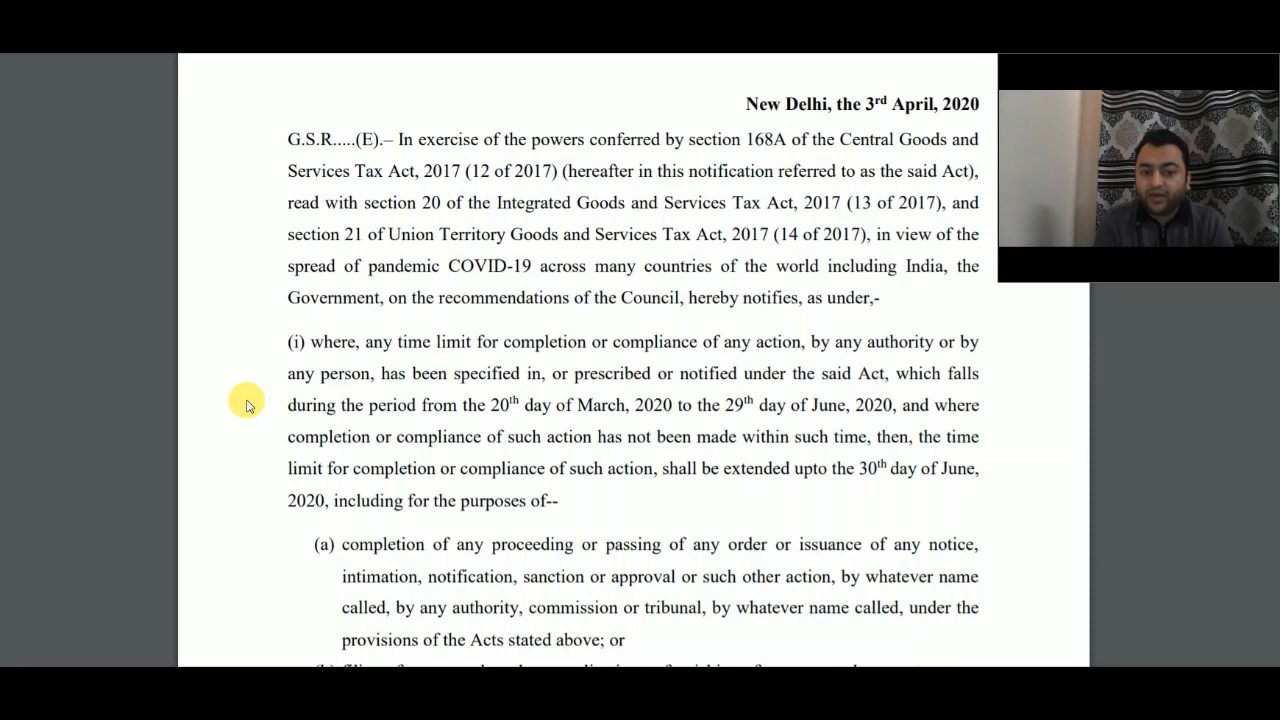 New Delhi, the 3rd April, 2020
G.S.R.....(E).– In exercise of the powers conferred by section 168A of the Central Goods and
Services Tax Act, 2017 (12 of 2017) (hereafter in this notification referred to as the said Act),
read with section 20 of the Integrated Goods and Services Tax Act, 2017 (13 of 2017), and
section 21 of Union Territory Goods and Services Tax Act, 2017 (14 of 2017), in view of the
spread of pandemic COVID-19 across many countries of the world including India, the
Government, on the recommendations of the Council, hereby notifies, as under,-
(i) where, any time limit for completion or compliance of any action, by any authority or by
any person, has been specified in, or prescribed or notified under the said Act, which falls
during the period from the 20th day of March, 2020 to the 29th day of June, 2020, and where
completion or compliance of such action has not been made within such time, then, the time
limit for completion or compliance of such action, shall be extended upto the 30th day of June,
2020, including for the purposes of--
(a) completion of any proceeding or passing of any order or issuance of any notice,
intimation, notification, sanction or approval or such other action, by whatever name
called, by any authority, commission or tribunal, by whatever name called, under the
provisions of the Acts stated above; or